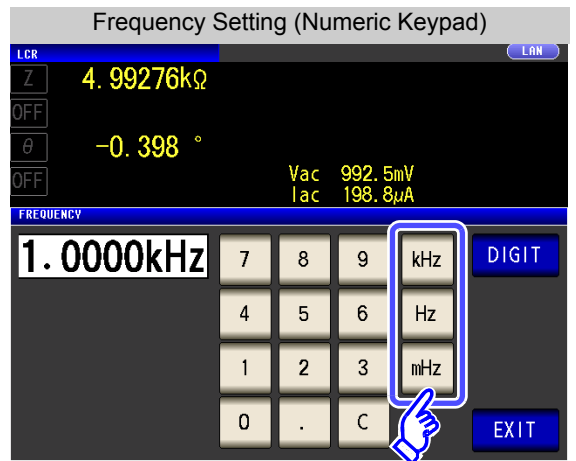 Frequency Setting (Numeric Keypad)
LCR LAN
Z 4.99276kΩ
OFF
θ -0.398 °
OFF Vac 992.5mV
Iac 198.8μA
FREQUENCY
1.0000kHz 7 8 9 kHz DIGIT
4 5 6 Hz
1 2 3 mHz
0 . C EXIT